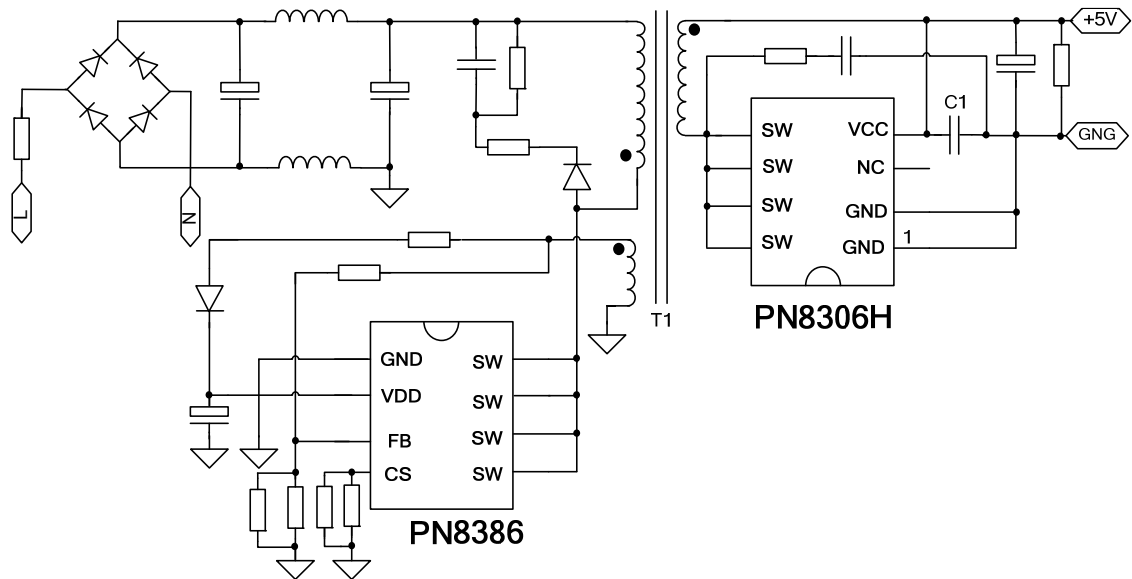 +5V
C1
SW VCC
GNG
SW NC
SW GND
SW GND 1
L
N
PN8306H
T1
GND SW
VDD SW
FB SW
CS SW
PN8386